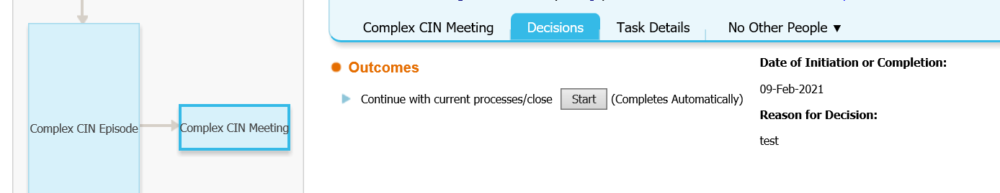 Complex CIN Episode
Complex CIN Meeting
Complex CIN Meeting
Decisions
Task Details
No Other People ▼
Outcomes
Continue with current processes/close
Start
(Completes Automatically)
Date of Initiation or Completion:
09-Feb-2021
Reason for Decision:
test